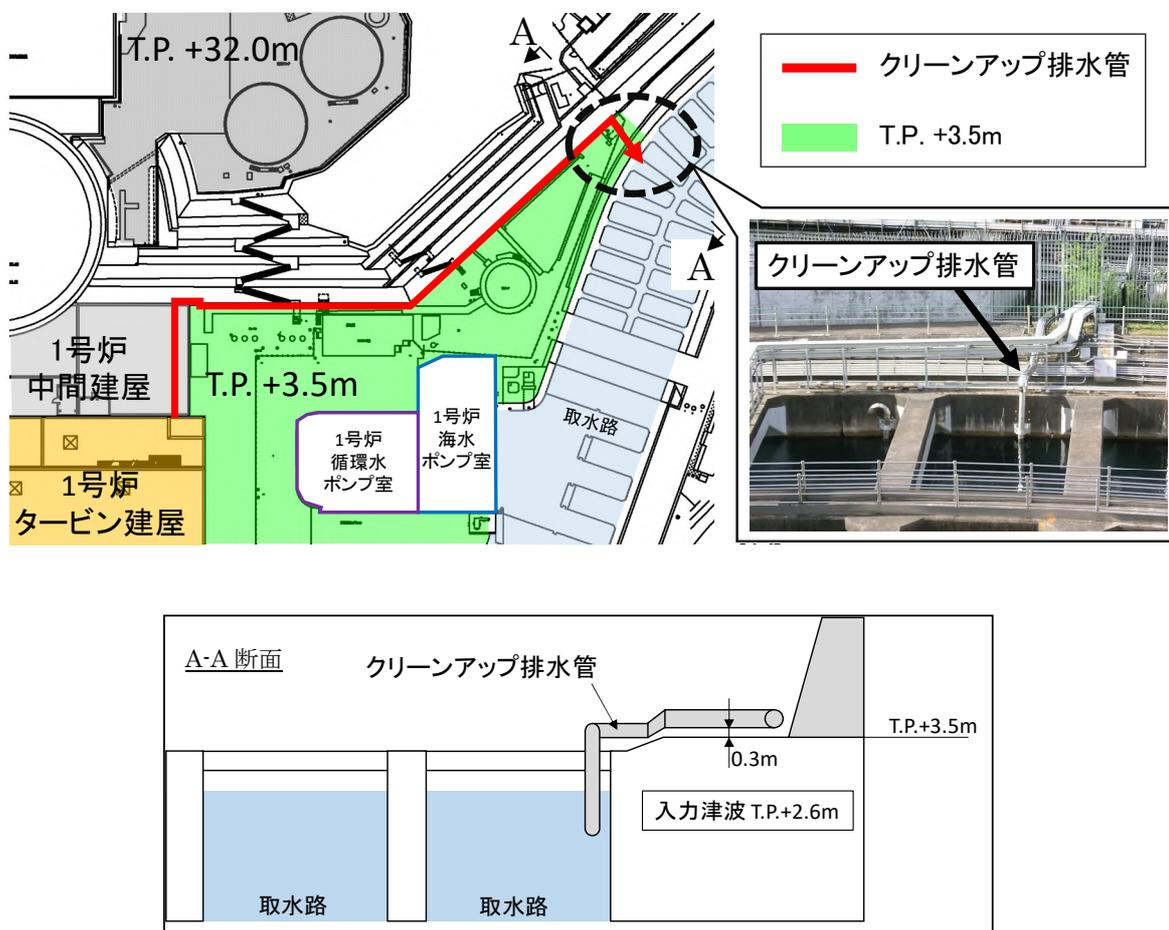 T.P. +32.0m
A
クリーンアップ排水管
T.P. +3.5m
A
クリーンアップ排水管
1号炉
中間建屋
T.P. +3.5m
1号炉
循環水
ポンプ室
1号炉
海水
ポンプ室
取水路
1号炉
タービン建屋
A-A 断面
クリーンアップ排水管
T.P.+3.5m
0.3m
入力津波 T.P.+2.6m
取水路
取水路